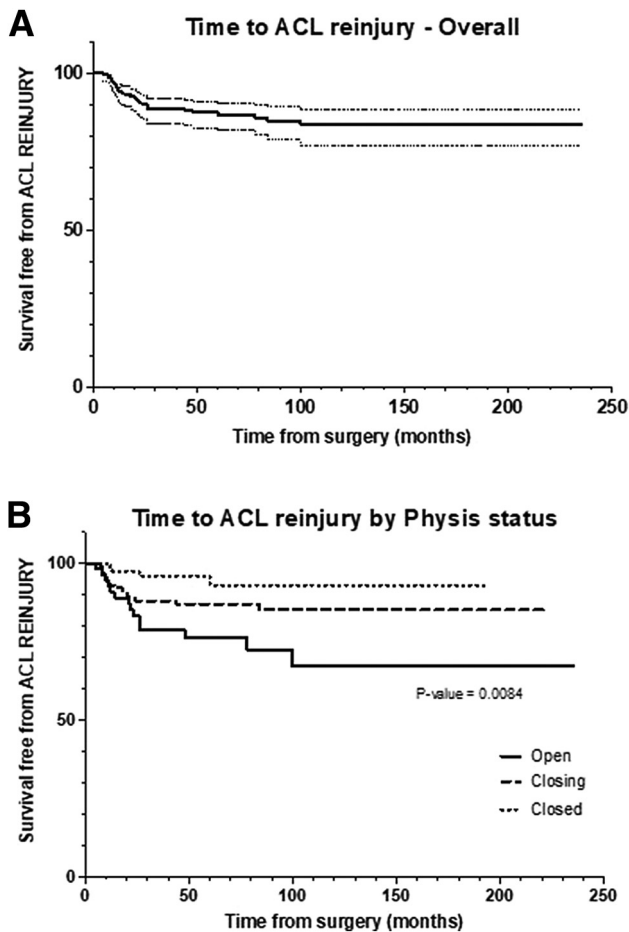 A
Time to ACL reinjury - Overall
Survival free from ACL REINJURY
100
50
0
0 50 100 150 200 250
Time from surgery (months)
B
Time to ACL reinjury by Physis status
Survival free from ACL REINJURY
100
50
0
P-value = 0.0084
Open
Closing
Closed
0 50 100 150 200 250
Time from surgery (months)